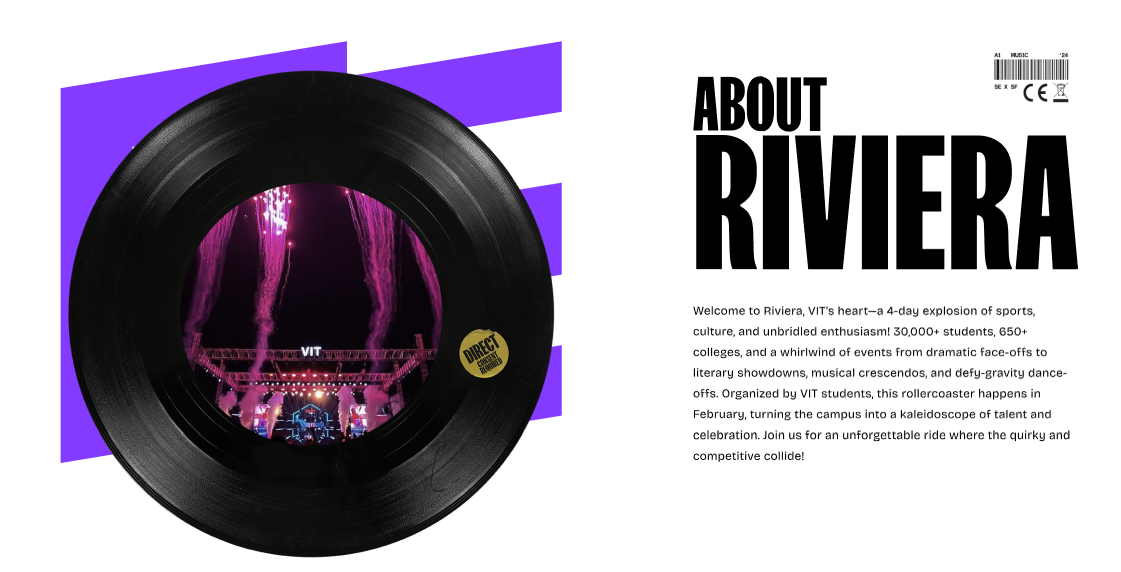 VIT
DIRECT
CONSENT
REQUIRED
A1 MUSIC '24
SE X SF CE
ABOUT
RIVIERA
Welcome to Riviera, VIT's heart—a 4-day explosion of sports,
culture, and unbridled enthusiasm! 30,000+ students, 650+
colleges, and a whirlwind of events from dramatic face-offs to
literary showdowns, musical crescendos, and defy-gravity dance-
offs. Organized by VIT students, this rollercoaster happens in
February, turning the campus into a kaleidoscope of talent and
celebration. Join us for an unforgettable ride where the quirky and
competitive collide!